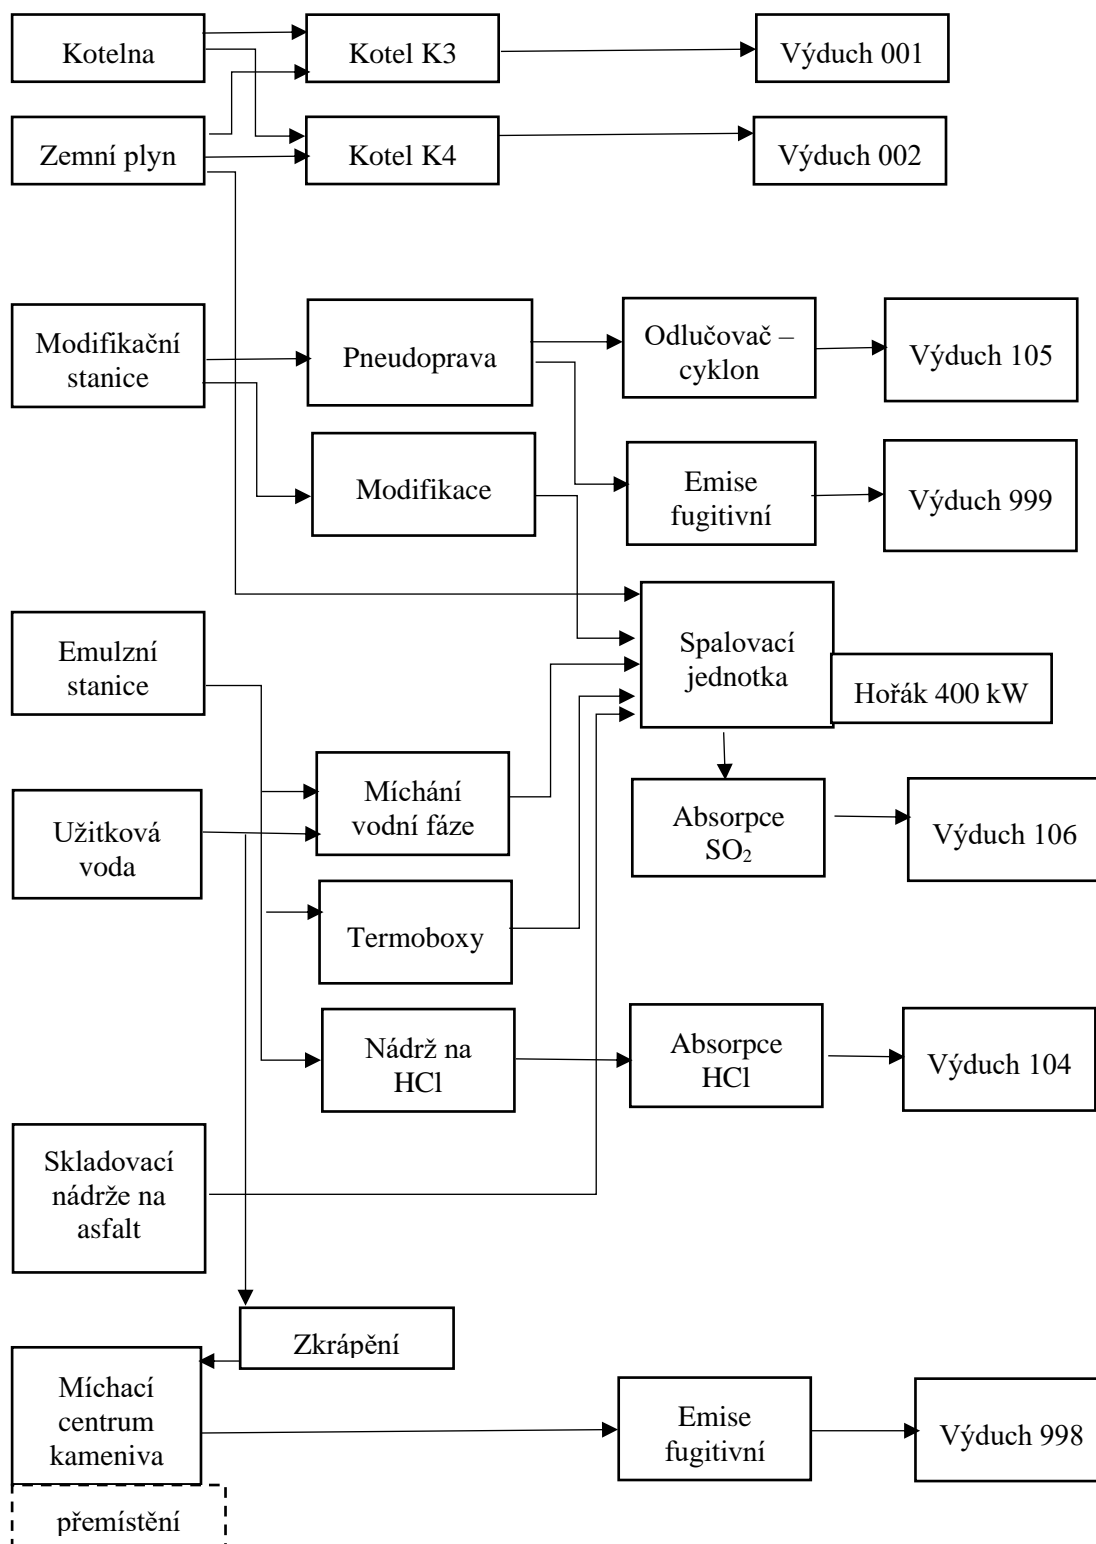 Kotelna
Kotel K3
Výduch 001
Zemní plyn
Kotel K4
Výduch 002
Modifikační
stanice
Pneudoprava
Odlučovač –
cyklon
Výduch 105
Modifikace
Emise
fugitivní
Výduch 999
Emulzní
stanice
Spalovací
jednotka
Hořák 400 kW
Užitková
voda
Míchání
vodní fáze
Absorpce
SO₂
Výduch 106
Termoboxy
Nádrž na
HCl
Absorpce
HCl
Výduch 104
Skladovací
nádrže na
asfalt
Zkrápění
Míchací
centrum
kameniva
Emise
fugitivní
Výduch 998
přemístění